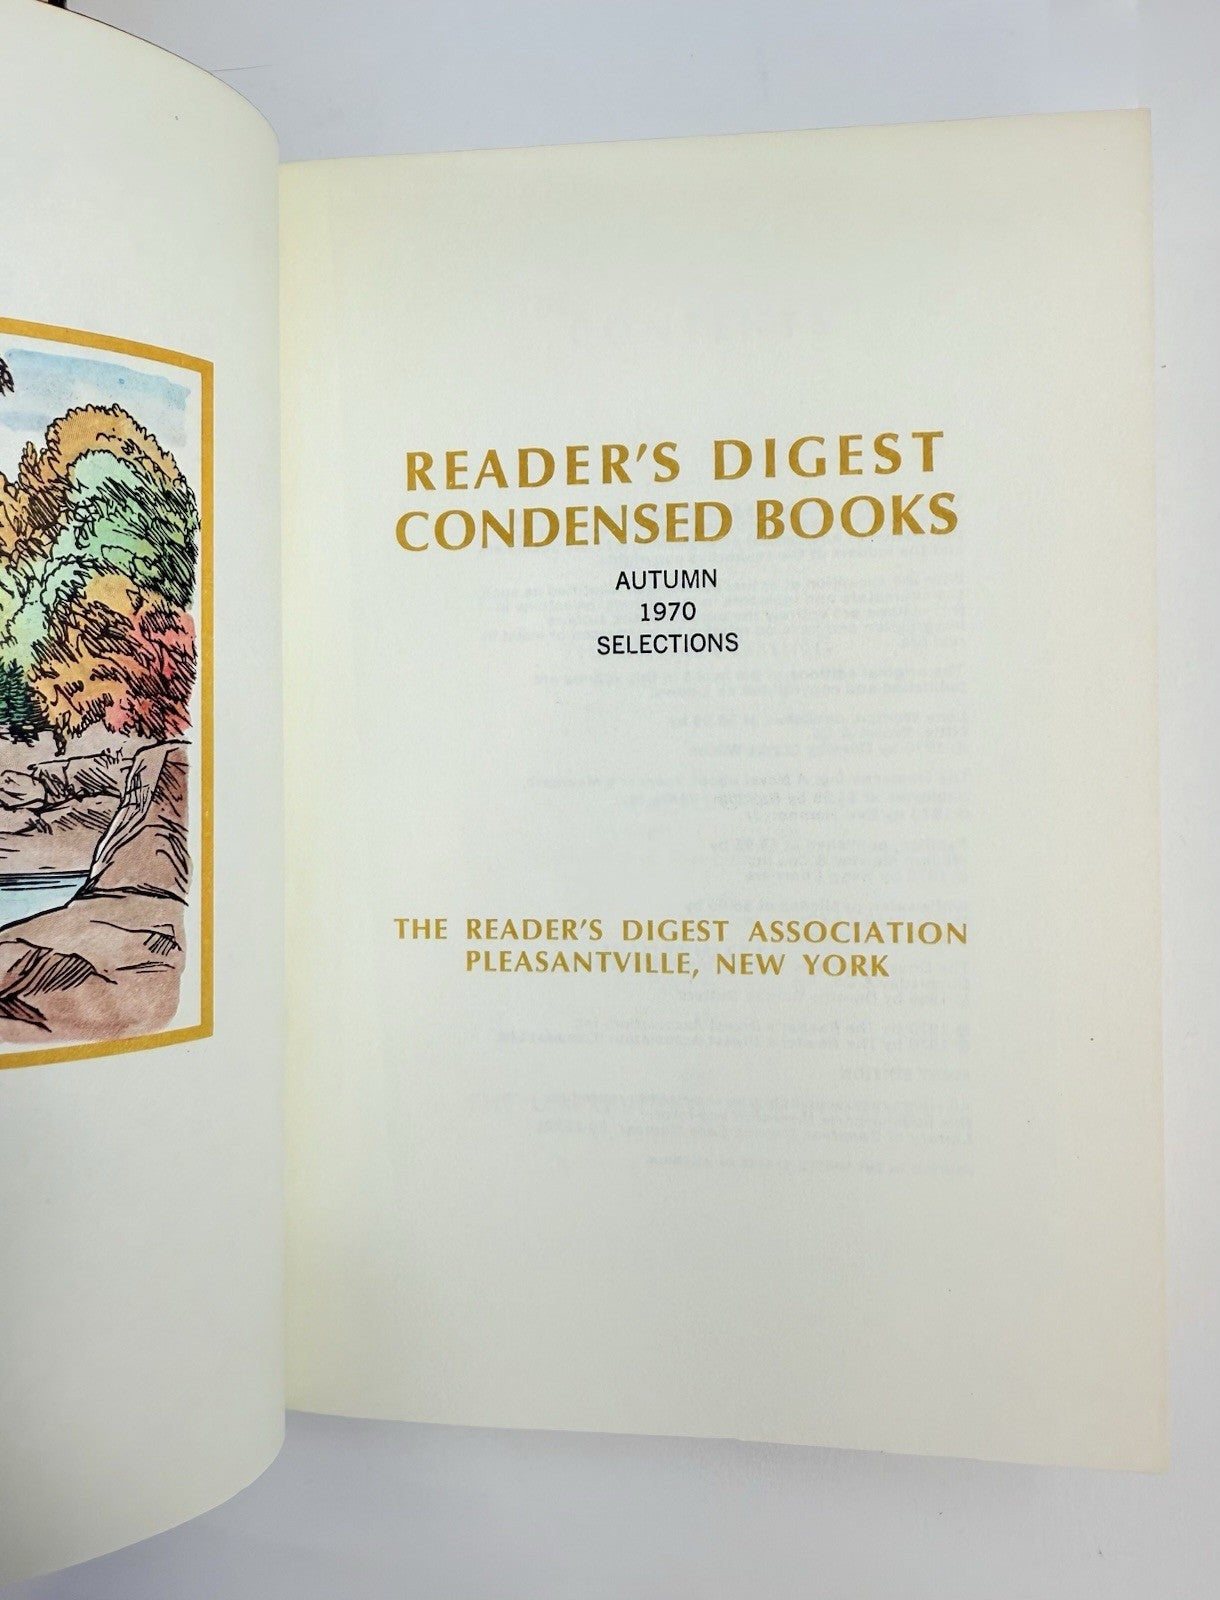 READER'S DIGEST
CONDENSED BOOKS
AUTUMN
1970
SELECTIONS
THE READER'S DIGEST ASSOCIATION
PLEASANTVILLE, NEW YORK